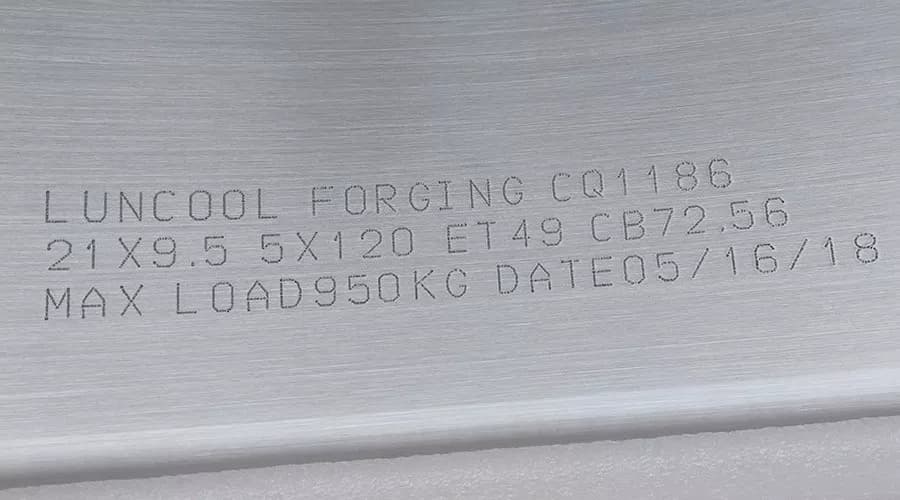 LUNCOOL FORGING CQ1186
21X9.5 5X120 ET49 CB72.56
MAX LOAD950KG DATE05/16/18